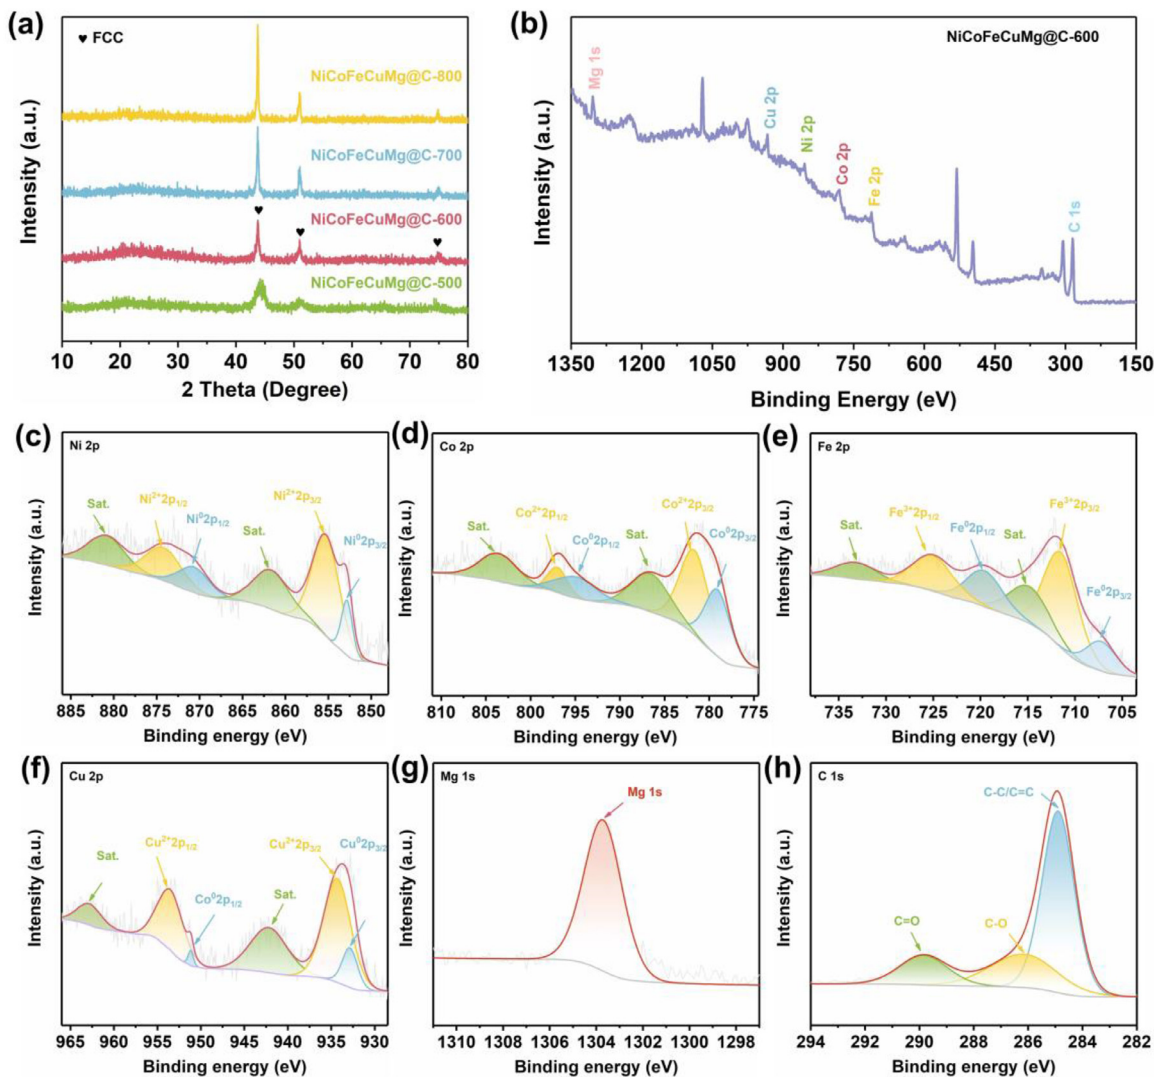 (a)
♥ FCC
NiCoFeCuMg@C-800
NiCoFeCuMg@C-700
NiCoFeCuMg@C-600
NiCoFeCuMg@C-500
Intensity (a.u.)
10 20 30 40 50 60 70 80
2 Theta (Degree)
(b)
NiCoFeCuMg@C-600
Mg 1s
Cu 2p
Ni 2p
Co 2p
Fe 2p
C 1s
Intensity (a.u.)
1350 1200 1050 900 750 600 450 300 150
Binding Energy (eV)
(c)
Ni 2p
Sat.
Ni²⁺2p₁/₂
Ni⁰2p₁/₂
Sat.
Ni²⁺2p₃/₂
Ni⁰2p₃/₂
Intensity (a.u.)
885 880 875 870 865 860 855 850
Binding energy (eV)
(d)
Co 2p
Sat.
Co²⁺2p₁/₂
Co⁰2p₁/₂
Sat.
Co²⁺2p₃/₂
Co⁰2p₃/₂
Intensity (a.u.)
810 805 800 795 790 785 780 775
Binding energy (eV)
(e)
Fe 2p
Sat.
Fe³⁺2p₁/₂
Fe⁰2p₁/₂
Sat.
Fe³⁺2p₃/₂
Fe⁰2p₃/₂
Intensity (a.u.)
735 730 725 720 715 710 705
Binding energy (eV)
(f)
Cu 2p
Sat.
Cu²⁺2p₁/₂
Co⁰2p₁/₂
Sat.
Cu²⁺2p₃/₂
Cu⁰2p₃/₂
Intensity (a.u.)
965 960 955 950 945 940 935 930
Binding energy (eV)
(g)
Mg 1s
Mg 1s
Intensity (a.u.)
1310 1308 1306 1304 1302 1300 1298
Binding energy (eV)
(h)
C 1s
C-C/C=C
C=O
C-O
Intensity (a.u.)
294 292 290 288 286 284 282
Binding energy (eV)